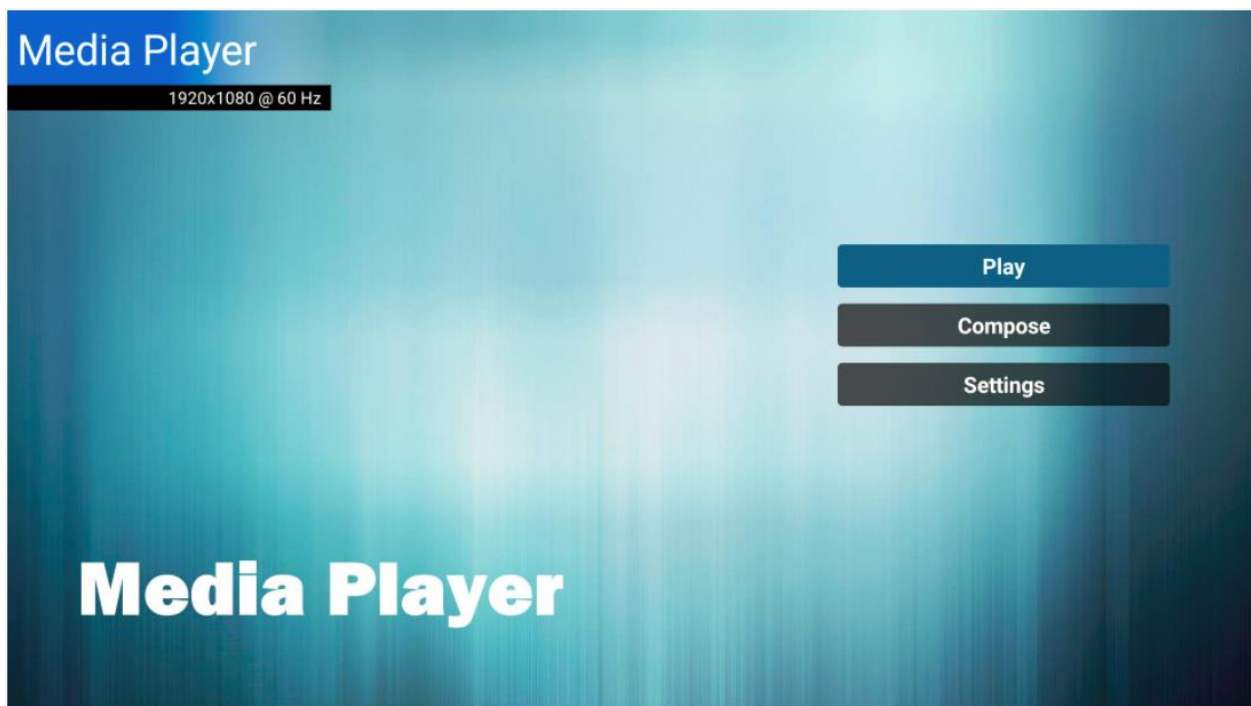 Media Player
1920x1080 @ 60 Hz
Play
Compose
Settings
Media Player